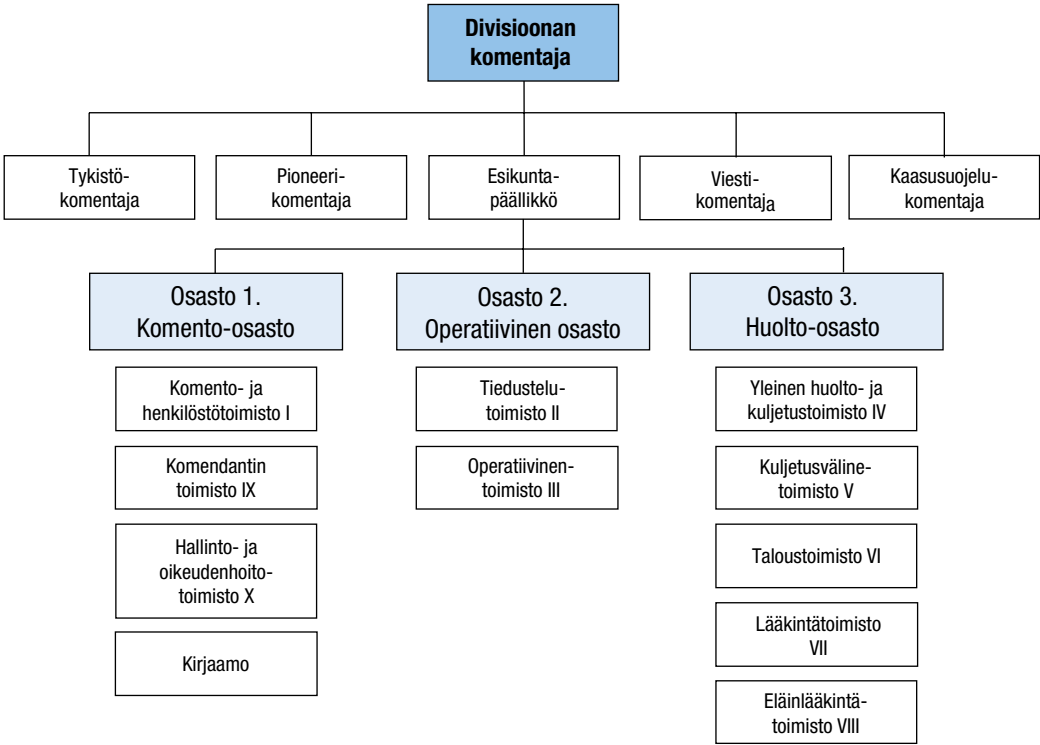 Divisioonan
komentaja
Tykistö-
komentaja
Pioneeri-
komentaja
Esikunta-
päällikkö
Viesti-
komentaja
Kaasusuojelu-
komentaja
Osasto 1.
Komento-osasto
Osasto 2.
Operatiivinen osasto
Osasto 3.
Huolto-osasto
Komento- ja
henkilöstötoimisto I
Komendantin
toimisto IX
Hallinto- ja
oikeudenhoito-
toimisto X
Kirjaamo
Tiedustelu-
toimisto II
Operatiivinen-
toimisto III
Yleinen huolto- ja
kuljetustoimisto IV
Kuljetusväline-
toimisto V
Taloustoimisto VI
Lääkintätoimisto
VII
Eläinlääkintä-
toimisto VIII